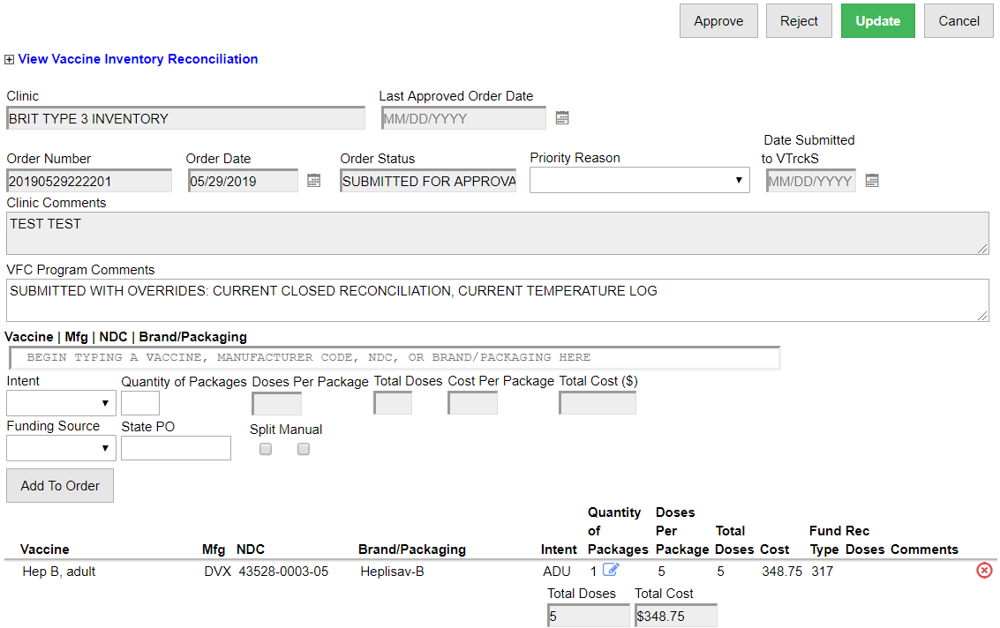 Approve Reject Update Cancel
View Vaccine Inventory Reconciliation
Clinic Last Approved Order Date
BRIT TYPE 3 INVENTORY MM/DD/YYYY
Date Submitted
Order Number Order Date Order Status Priority Reason to VTrckS
20190529222201 05/29/2019 SUBMITTED FOR APPROVA MM/DD/YYYY
Clinic Comments
TEST TEST
VFC Program Comments
SUBMITTED WITH OVERRIDES: CURRENT CLOSED RECONCILIATION, CURRENT TEMPERATURE LOG
Vaccine | Mfg | NDC | Brand/Packaging
BEGIN TYPING A VACCINE, MANUFACTURER CODE, NDC, OR BRAND/PACKAGING HERE
Intent Quantity of Packages Doses Per Package Total Doses Cost Per Package Total Cost ($)
Funding Source State PO Split Manual
Add To Order
Quantity Doses
of Per Total Fund Rec
Vaccine Mfg NDC Brand/Packaging Intent Packages Package Doses Cost Type Doses Comments
Hep B, adult DVX 43528-0003-05 Heplisav-B ADU 1 5 5 348.75 317
Total Doses Total Cost
5 $348.75